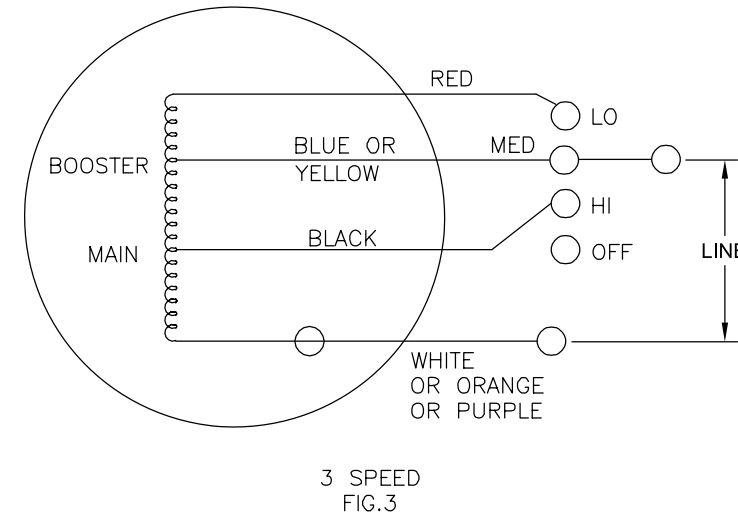 RED
LO
BLUE OR
YELLOW
MED
BOOSTER
HI
BLACK
MAIN
OFF
LINE
WHITE
OR ORANGE
OR PURPLE
3 SPEED
FIG.3